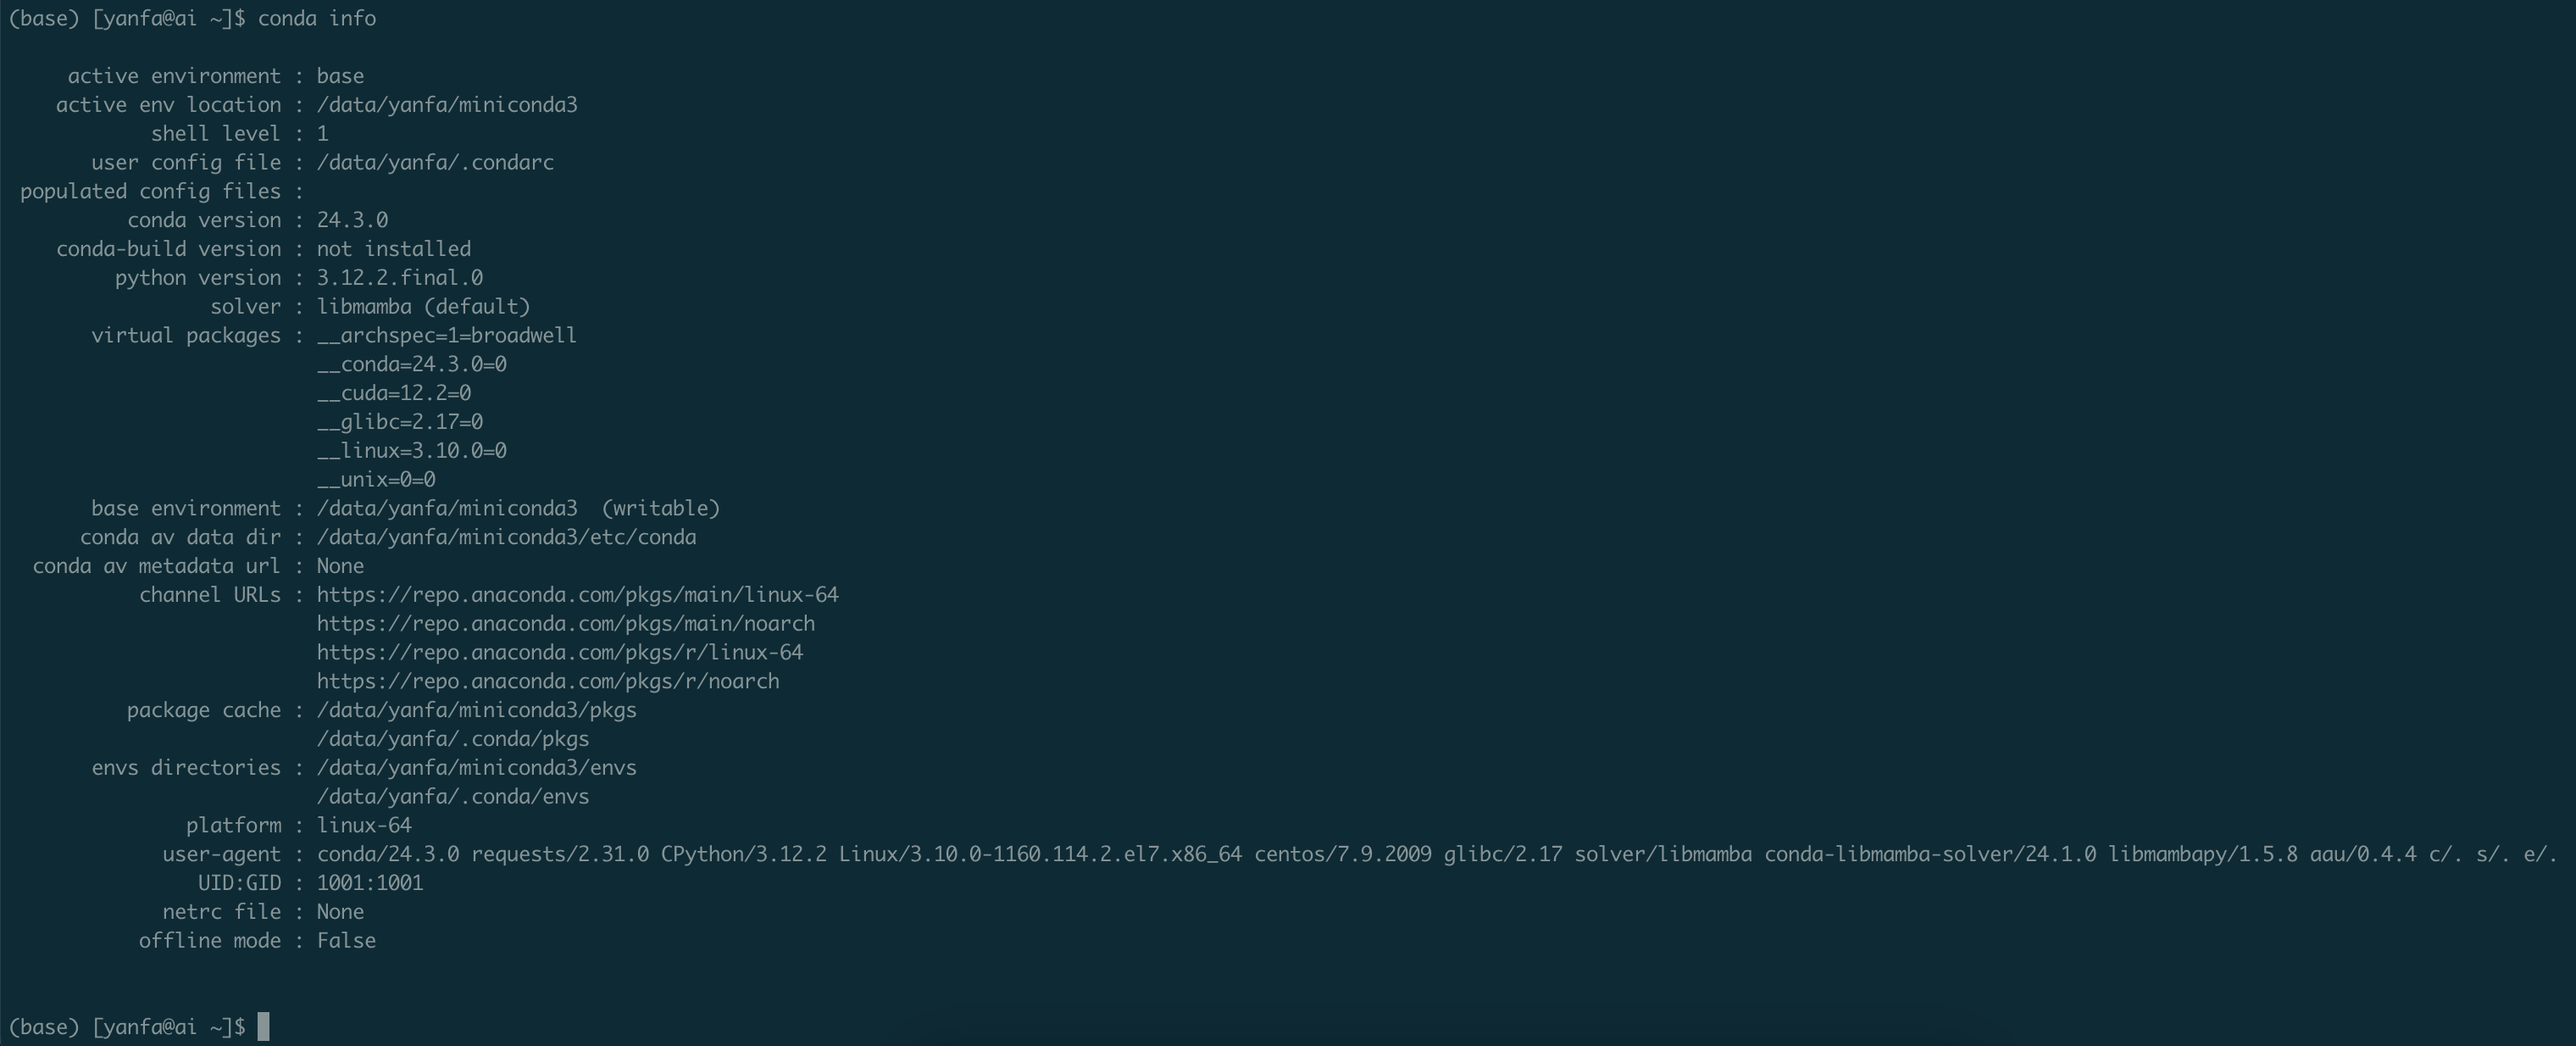 (base) [yanfa@ai ~]$ conda info
active environment : base
active env location : /data/yanfa/miniconda3
shell level : 1
user config file : /data/yanfa/.condarc
populated config files :
conda version : 24.3.0
conda-build version : not installed
python version : 3.12.2.final.0
solver : libmamba (default)
virtual packages : __archspec=1=broadwell
__conda=24.3.0=0
__cuda=12.2=0
__glibc=2.17=0
__linux=3.10.0=0
__unix=0=0
base environment : /data/yanfa/miniconda3  (writable)
conda av data dir : /data/yanfa/miniconda3/etc/conda
conda av metadata url : None
channel URLs : https://repo.anaconda.com/pkgs/main/linux-64
https://repo.anaconda.com/pkgs/main/noarch
https://repo.anaconda.com/pkgs/r/linux-64
https://repo.anaconda.com/pkgs/r/noarch
package cache : /data/yanfa/miniconda3/pkgs
/data/yanfa/.conda/pkgs
envs directories : /data/yanfa/miniconda3/envs
/data/yanfa/.conda/envs
platform : linux-64
user-agent : conda/24.3.0 requests/2.31.0 CPython/3.12.2 Linux/3.10.0-1160.114.2.el7.x86_64 centos/7.9.2009 glibc/2.17 solver/libmamba conda-libmamba-solver/24.1.0 libmambapy/1.5.8 aau/0.4.4 c/. s/. e/.
UID:GID : 1001:1001
netrc file : None
offline mode : False
(base) [yanfa@ai ~]$